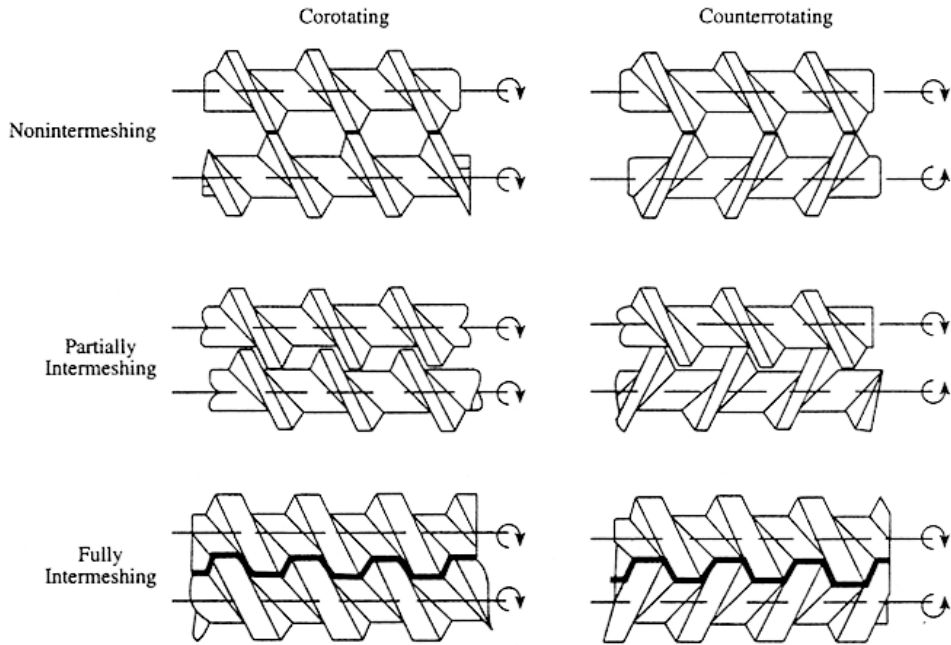 Corotating
Counterrotating
Nonintermeshing
Partially
Intermeshing
Fully
Intermeshing